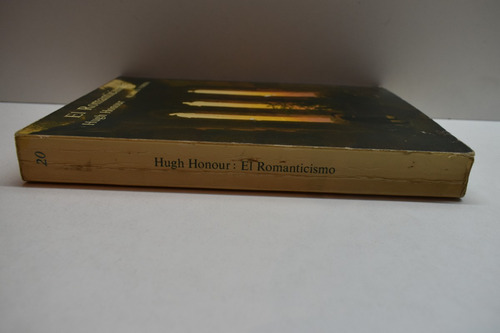 El Romanticismo
Hugh Honour
20
Hugh Honour: El Romanticismo